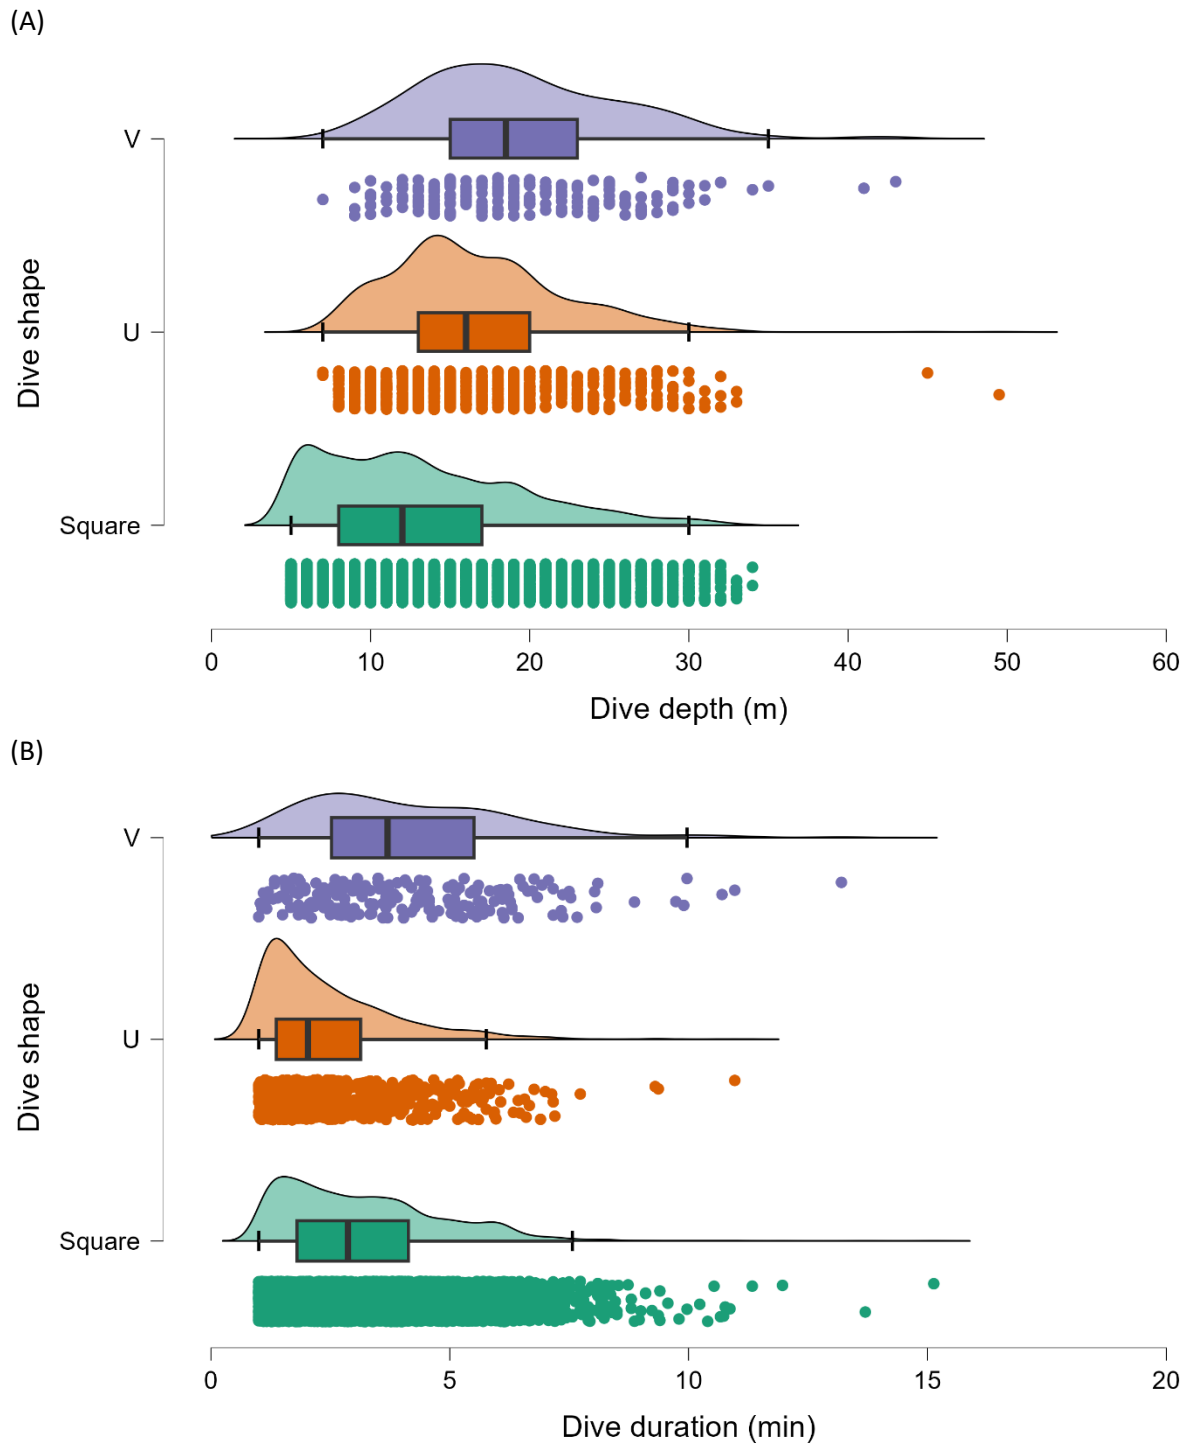 (A)
V
U
Square
Dive shape
0 10 20 30 40 50 60
Dive depth (m)
(B)
V
U
Square
Dive shape
0 5 10 15 20
Dive duration (min)